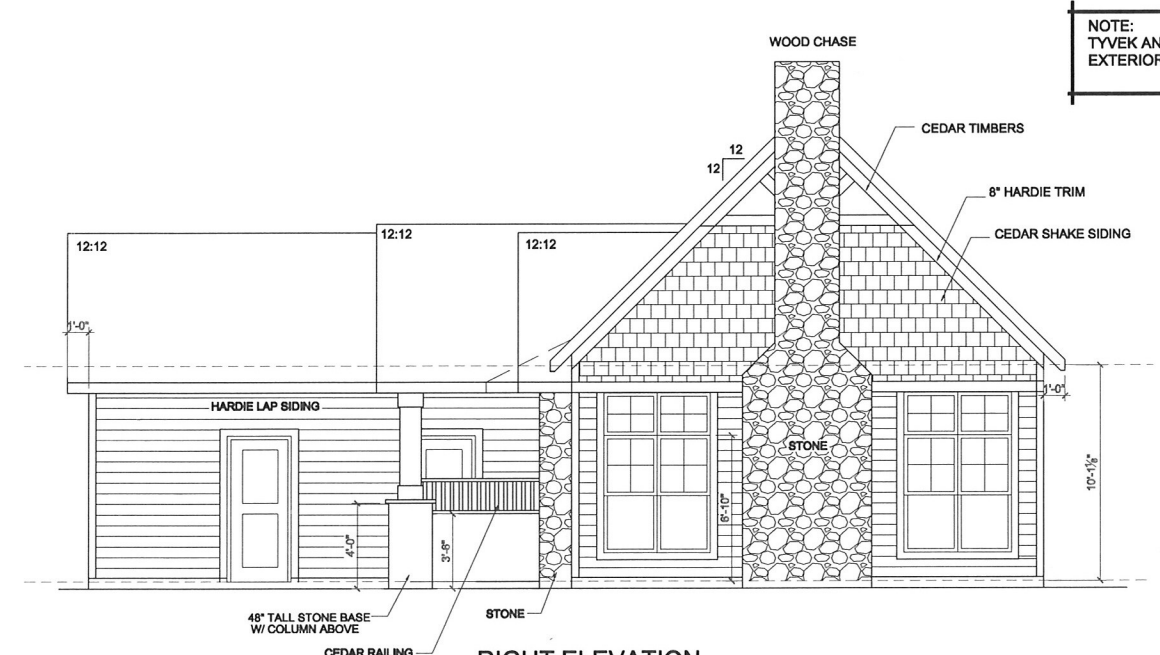 NOTE:
TYVEK AN
EXTERIOR
WOOD CHASE
CEDAR TIMBERS
12
12
8" HARDIE TRIM
CEDAR SHAKE SIDING
12:12
12:12
12:12
1'-0"
1'-0"
HARDIE LAP SIDING
STONE
10'-1⅛"
6'-10"
4'-0"
3'-6"
48" TALL STONE BASE
W/ COLUMN ABOVE
STONE
CEDAR RAILING
RIGHT ELEVATION